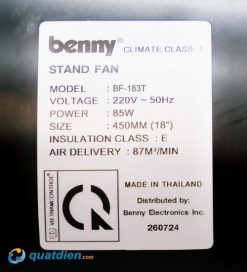 benny CLIMATE CLASS T
STAND FAN
MODEL : BF-183T
VOLTAGE : 220V ~ 50Hz
POWER : 85W
SIZE : 450MM (18")
INSULATION CLASS : E
AIR DELIVERY : 87M³/MIN
VIETNAMCONTROL
MADE IN THAILAND
Distributed by:
Benny Electronics Inc.
260724
quatdien.com